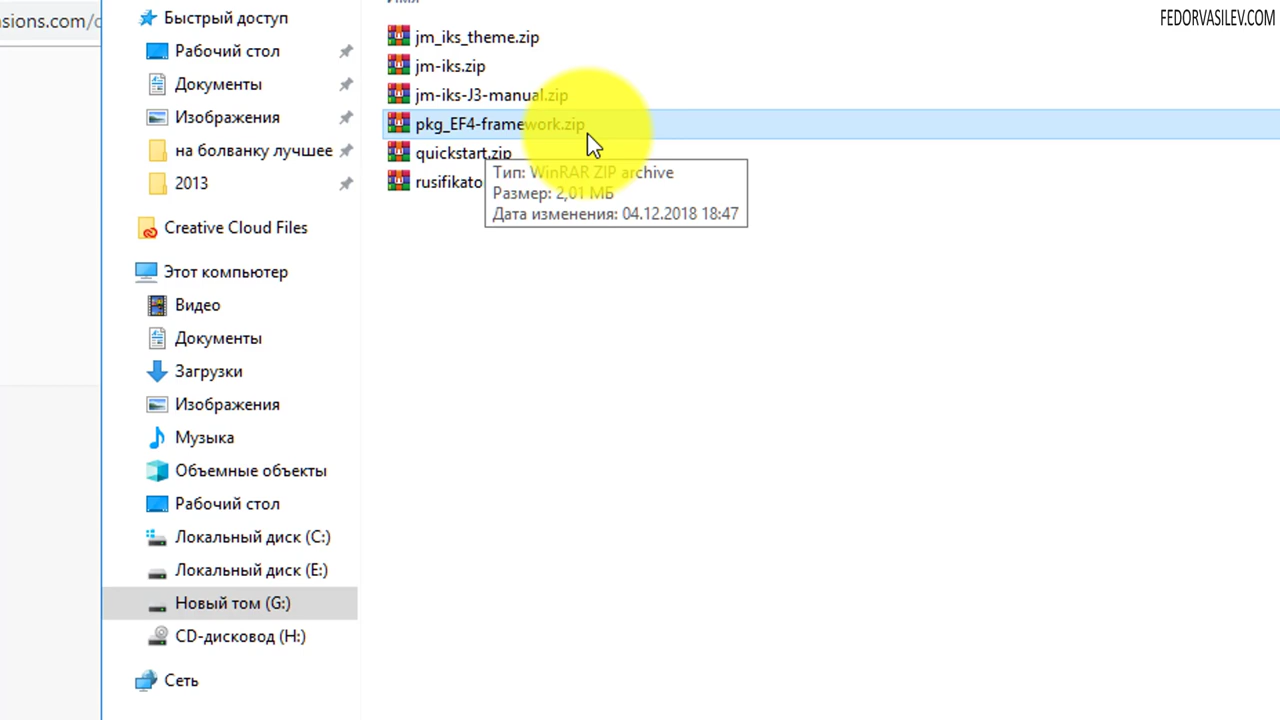 sions.com/
FEDORVASILEV.COM
Быстрый доступ
Рабочий стол
Документы
Изображения
на болванку лучшее
2013
Creative Cloud Files
Этот компьютер
Видео
Документы
Загрузки
Изображения
Музыка
Объемные объекты
Рабочий стол
Локальный диск (C:)
Локальный диск (E:)
Новый том (G:)
CD-дисковод (H:)
Сеть
Имя
jm_iks_theme.zip
jm-iks.zip
jm-iks-J3-manual.zip
pkg_EF4-framework.zip
quickstart.zip
rusifikato
Тип: WinRAR ZIP archive
Размер: 2,01 МБ
Дата изменения: 04.12.2018 18:47